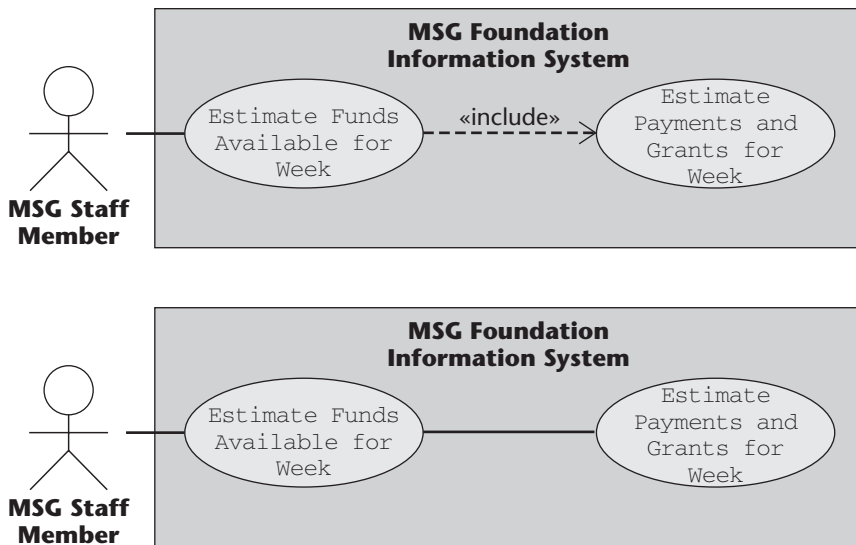 MSG Foundation
Information System
Estimate Funds
Available for
Week
«include»
Estimate
Payments and
Grants for
Week
MSG Staff
Member
MSG Foundation
Information System
Estimate Funds
Available for
Week
Estimate
Payments and
Grants for
Week
MSG Staff
Member